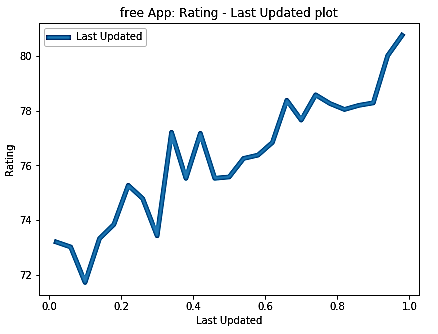 free App: Rating - Last Updated plot
Last Updated
Rating
80
78
76
74
72
0.0 0.2 0.4 0.6 0.8 1.0
Last Updated